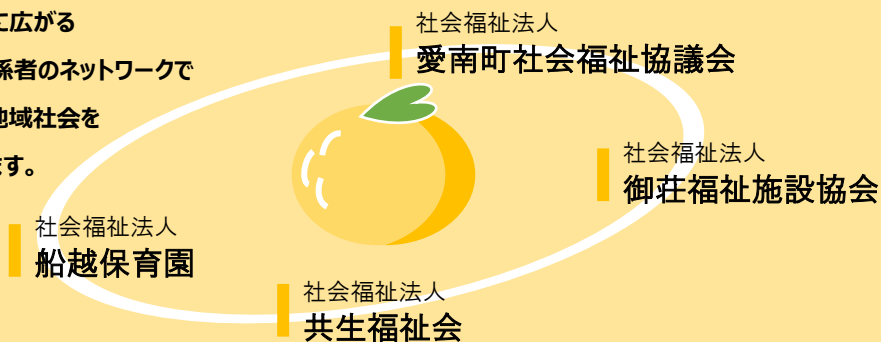 に広がる
係者のネットワークで
地域社会を
ます。
社会福祉法人
愛南町社会福祉協議会
社会福祉法人
御荘福祉施設協会
社会福祉法人
船越保育園
社会福祉法人
共生福祉会